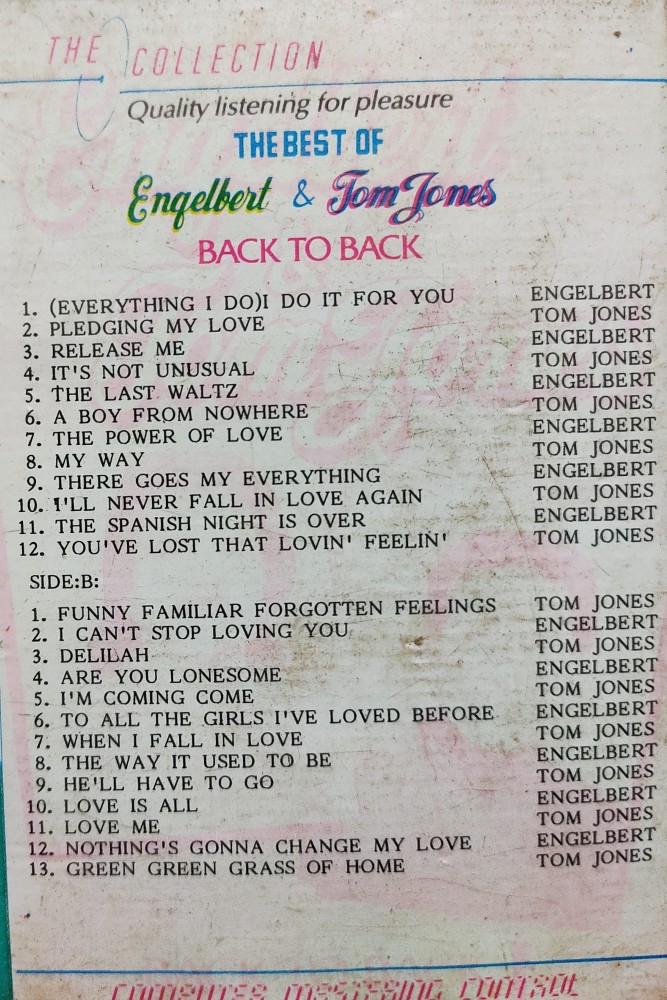 THE COLLECTION
Quality listening for pleasure
THE BEST OF
Engelbert & Tom Jones
BACK TO BACK
1. (EVERYTHING I DO)I DO IT FOR YOU ENGELBERT
2. PLEDGING MY LOVE TOM JONES
3. RELEASE ME ENGELBERT
4. IT'S NOT UNUSUAL TOM JONES
5. THE LAST WALTZ ENGELBERT
6. A BOY FROM NOWHERE TOM JONES
7. THE POWER OF LOVE ENGELBERT
8. MY WAY TOM JONES
9. THERE GOES MY EVERYTHING ENGELBERT
10. I'LL NEVER FALL IN LOVE AGAIN TOM JONES
11. THE SPANISH NIGHT IS OVER ENGELBERT
12. YOU'VE LOST THAT LOVIN' FEELIN' TOM JONES
SIDE:B:
1. FUNNY FAMILIAR FORGOTTEN FEELINGS TOM JONES
2. I CAN'T STOP LOVING YOU ENGELBERT
3. DELILAH TOM JONES
4. ARE YOU LONESOME ENGELBERT
5. I'M COMING COME TOM JONES
6. TO ALL THE GIRLS I'VE LOVED BEFORE ENGELBERT
7. WHEN I FALL IN LOVE TOM JONES
8. THE WAY IT USED TO BE ENGELBERT
9. HE'LL HAVE TO GO TOM JONES
10. LOVE IS ALL ENGELBERT
11. LOVE ME TOM JONES
12. NOTHING'S GONNA CHANGE MY LOVE ENGELBERT
13. GREEN GREEN GRASS OF HOME TOM JONES
COMPUTER MASTERING CONTROL